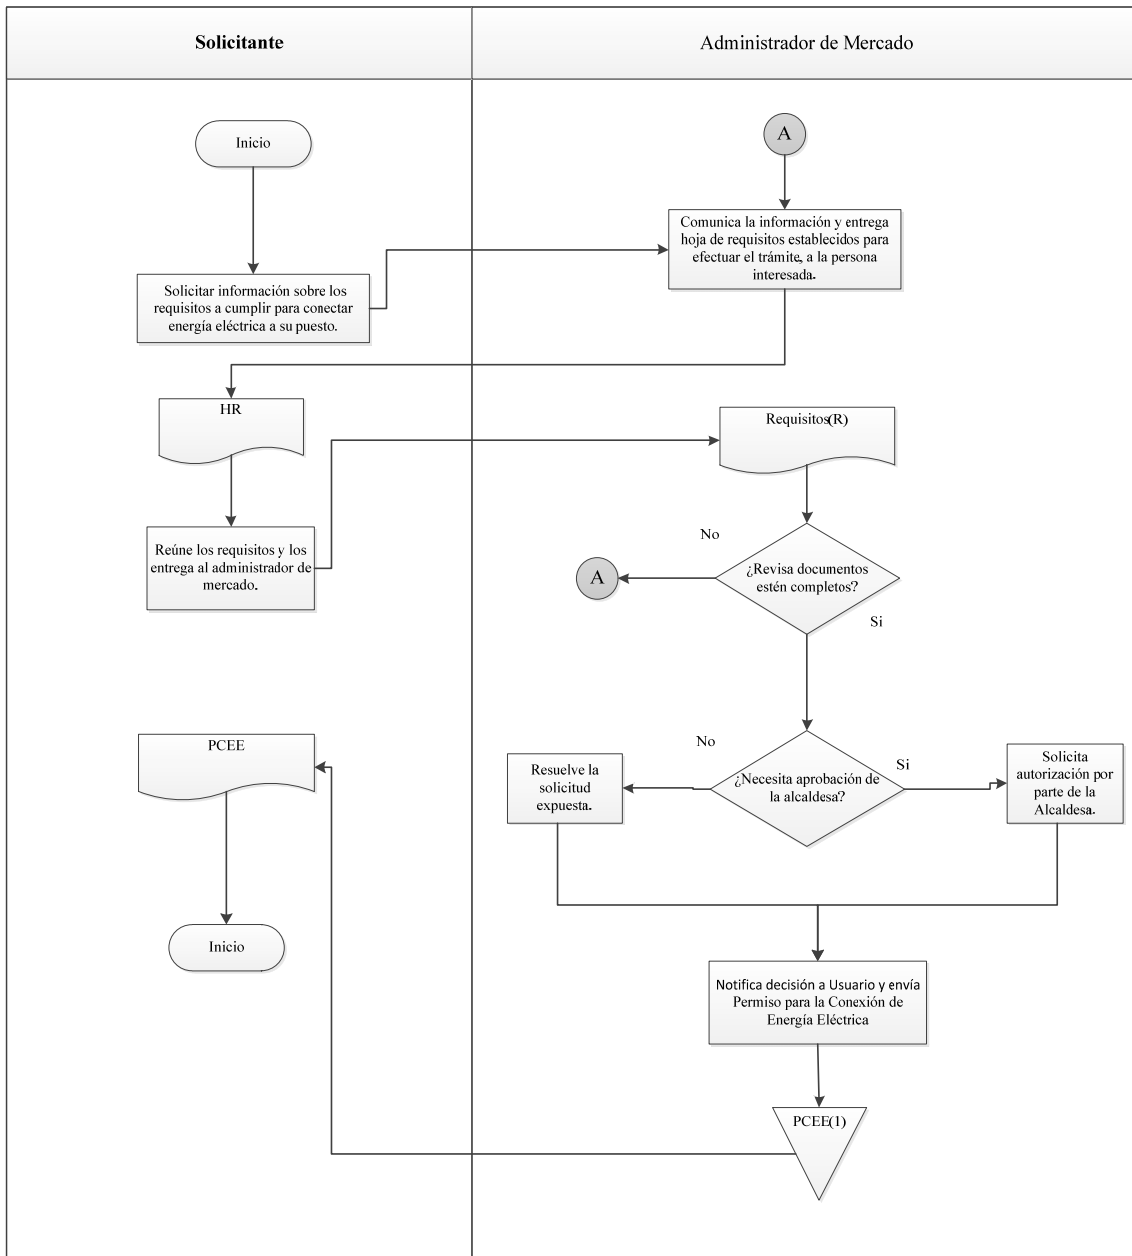 Solicitante
Administrador de Mercado
Inicio
A
Comunica la información y entrega
hoja de requisitos establecidos para
efectuar el trámite, a la persona
interesada.
Solicitar información sobre los
requisitos a cumplir para conectar
energía eléctrica a su puesto.
HR
Requisitos(R)
Reúne los requisitos y los
entrega al administrador de
mercado.
No
A
¿Revisa documentos
estén completos?
Si
PCEE
No
Resuelve la
solicitud
expuesta.
¿Necesita aprobación de
la alcaldesa?
Si
Solicita
autorización por
parte de la
Alcaldesa.
Inicio
Notifica decisión a Usuario y envía
Permiso para la Conexión de
Energía Eléctrica
PCEE(1)